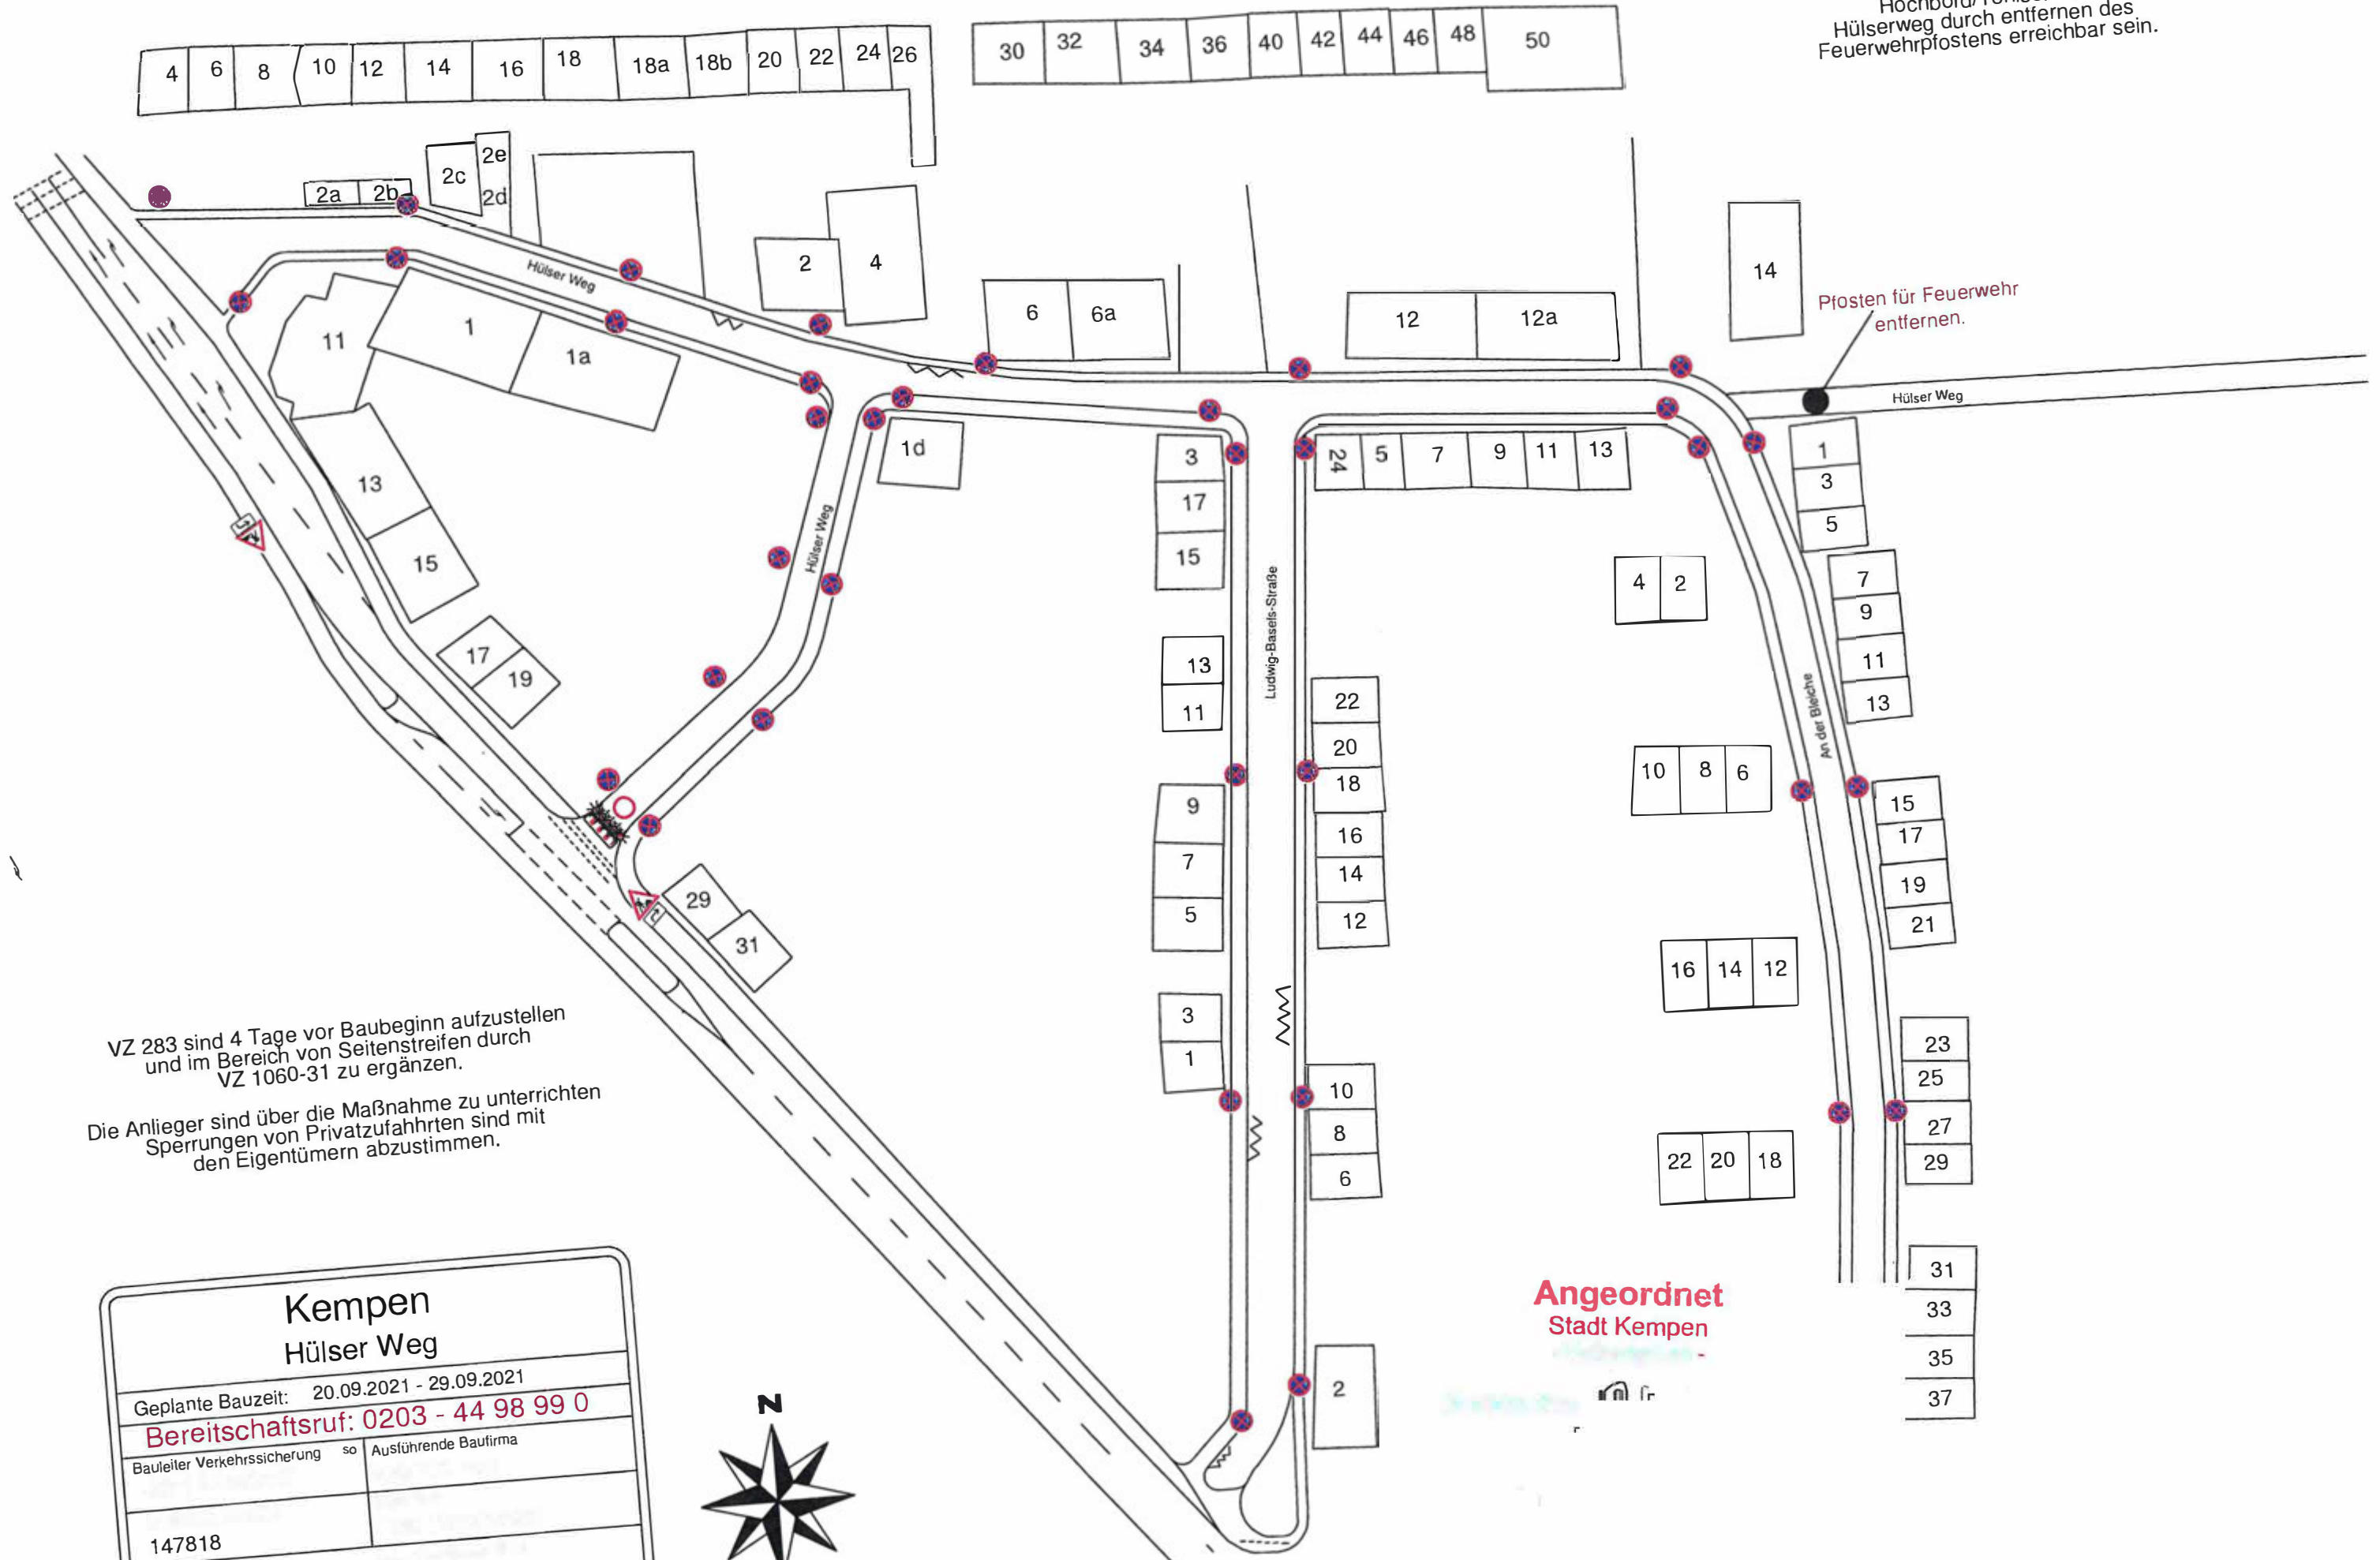 Hülserweg durch entfernen des
Feuerwehrpfostens erreichbar sein.
4 6 8 10 12 14 16 18 18a 18b 20 22 24 26
30 32 34 36 40 42 44 46 48 50
2a 2b 2c 2e
2d
2 4
6 6a
12 12a
14
Pfosten für Feuerwehr
entfernen.
Hülser Weg
Hülser Weg
11 1 1a
13
15
17
19
Hülser Weg
1d
3
17
15
13
11
9
7
5
3
1
Ludwig-Basels-Straße
24 5 7 9 11 13
22
20
18
16
14
12
10
8
6
2
4 2
10 8 6
16 14 12
22 20 18
An der Bleiche
1
3
5
7
9
11
13
15
17
19
21
23
25
27
29
31
33
35
37
29
31
VZ 283 sind 4 Tage vor Baubeginn aufzustellen
und im Bereich von Seitenstreifen durch
VZ 1060-31 zu ergänzen.
Die Anlieger sind über die Maßnahme zu unterrichten
Sperrungen von Privatzufahhrten sind mit
den Eigentümern abzustimmen.
Kempen
Hülser Weg
Geplante Bauzeit: 20.09.2021 - 29.09.2021
Bereitschaftsruf: 0203 - 44 98 99 0
Bauleiter Verkehrssicherung so Ausführende Baufirma
147818
N
Angeordnet
Stadt Kempen